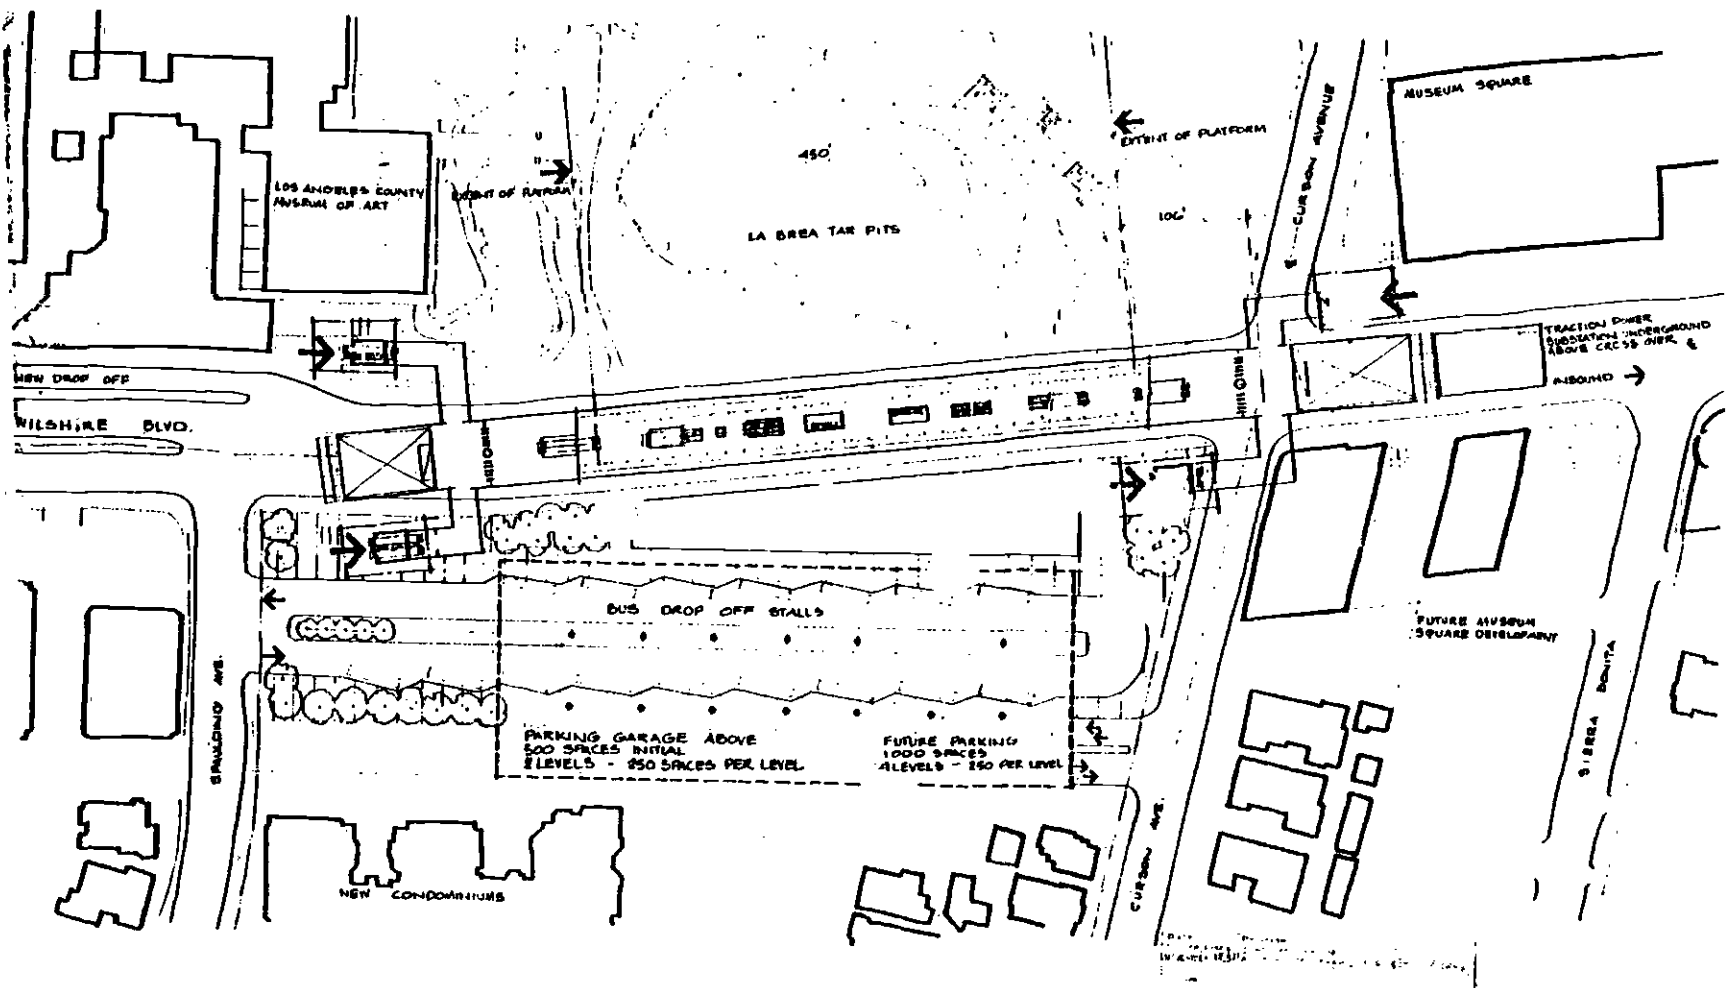 MUSEUM SQUARE
CURSON AVENUE
EXTENT OF PLATFORM
450'
LOS ANGELES COUNTY
MUSEUM OF ART
EXTENT OF PLATFORM
106'
LA BREA TAR PITS
TRACTION POWER
SUBSTATION UNDERGROUND
ABOVE CROSS OVER
INBOUND
NEW DROP OFF
WILSHIRE BLVD.
BUS DROP OFF STALLS
FUTURE MUSEUM
SQUARE DEVELOPMENT
SPAULDING AVE.
SIERRA BONITA
PARKING GARAGE ABOVE
500 SPACES INITIAL
2 LEVELS - 250 SPACES PER LEVEL
FUTURE PARKING
1000 SPACES
4 LEVELS - 250 PER LEVEL
CURSON AVE.
NEW CONDOMINIUMS